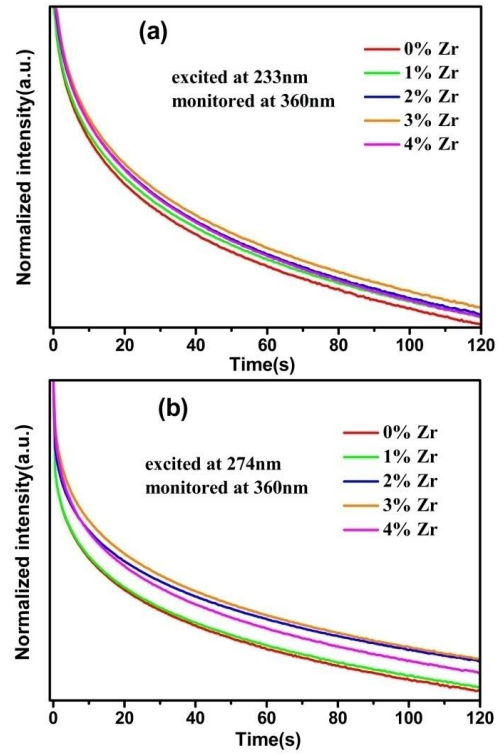 (a)
excited at 233nm
monitored at 360nm
0% Zr
1% Zr
2% Zr
3% Zr
4% Zr
Normalized intensity(a.u.)
0 20 40 60 80 100 120
Time(s)
(b)
excited at 274nm
monitored at 360nm
0% Zr
1% Zr
2% Zr
3% Zr
4% Zr
Normalized intensity(a.u.)
0 20 40 60 80 100 120
Time(s)